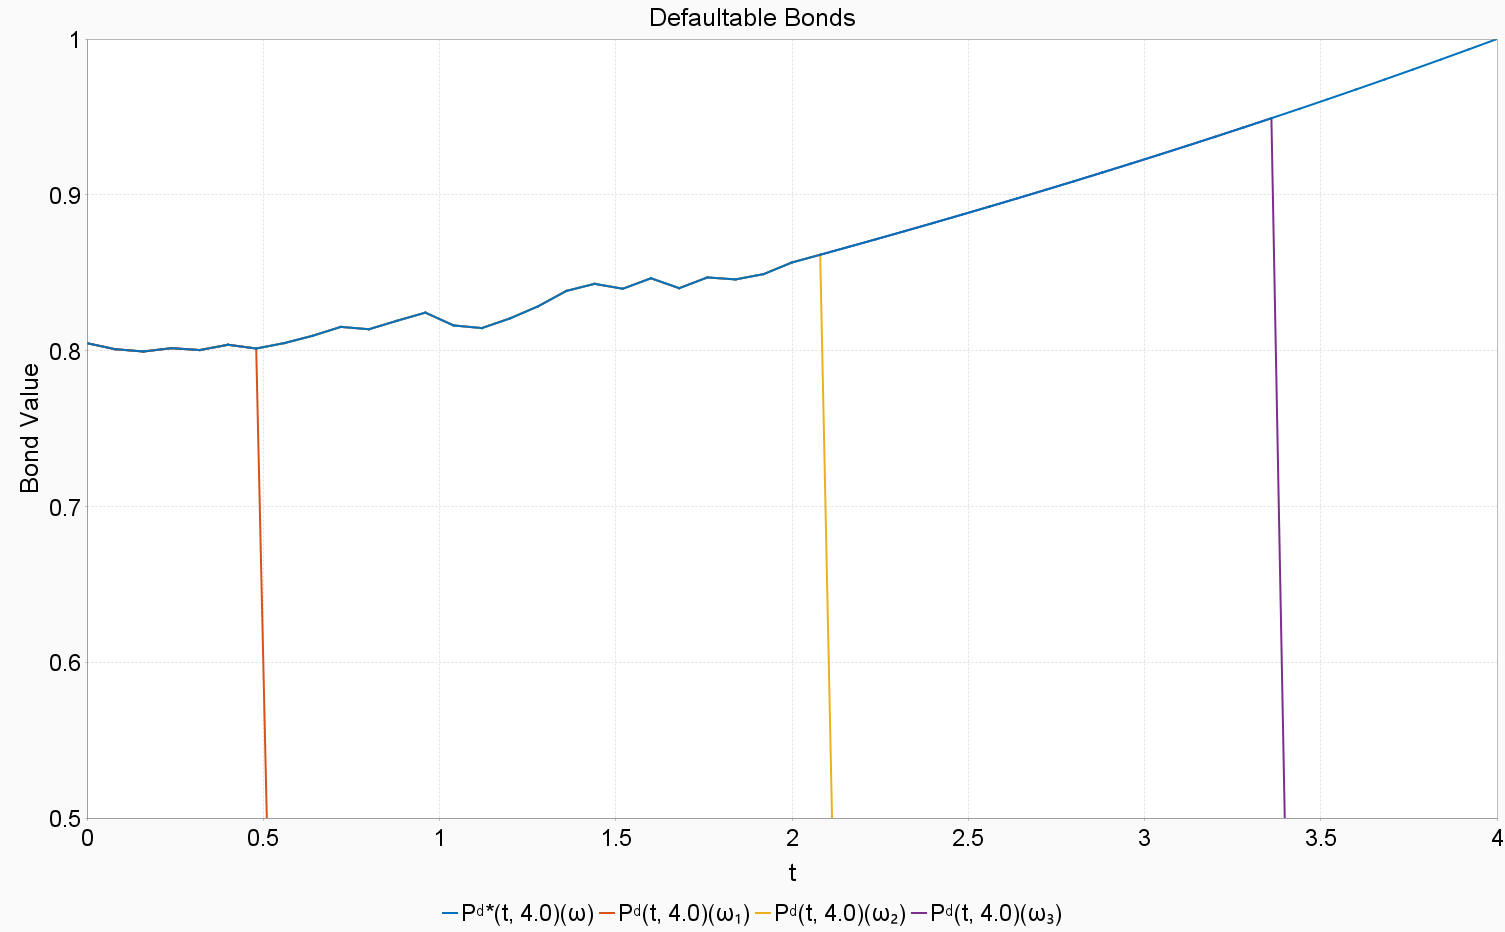 Defaultable Bonds
1
0.9
0.8
0.7
0.6
0.5
Bond Value
0 0.5 1 1.5 2 2.5 3 3.5 4
t
Pᵈ*(t, 4.0)(ω) Pᵈ(t, 4.0)(ω₁) Pᵈ(t, 4.0)(ω₂) Pᵈ(t, 4.0)(ω₃)